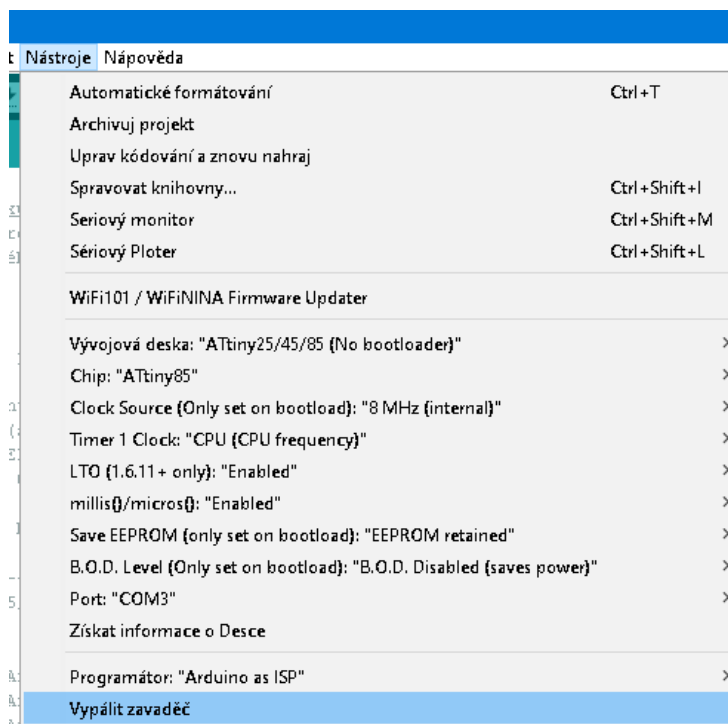 Nástroje Nápověda
Automatické formátování Ctrl+T
Archivuj projekt
Uprav kódování a znovu nahraj
Spravovat knihovny... Ctrl+Shift+I
Seriový monitor Ctrl+Shift+M
Sériový Ploter Ctrl+Shift+L
WiFi101 / WiFiNINA Firmware Updater
Vývojová deska: "ATtiny25/45/85 (No bootloader)"
Chip: "ATtiny85"
Clock Source (Only set on bootload): "8 MHz (internal)"
Timer 1 Clock: "CPU (CPU frequency)"
LTO (1.6.11+ only): "Enabled"
millis()/micros(): "Enabled"
Save EEPROM (only set on bootload): "EEPROM retained"
B.O.D. Level (Only set on bootload): "B.O.D. Disabled (saves power)"
Port: "COM3"
Získat informace o Desce
Programátor: "Arduino as ISP"
Vypálit zavaděč